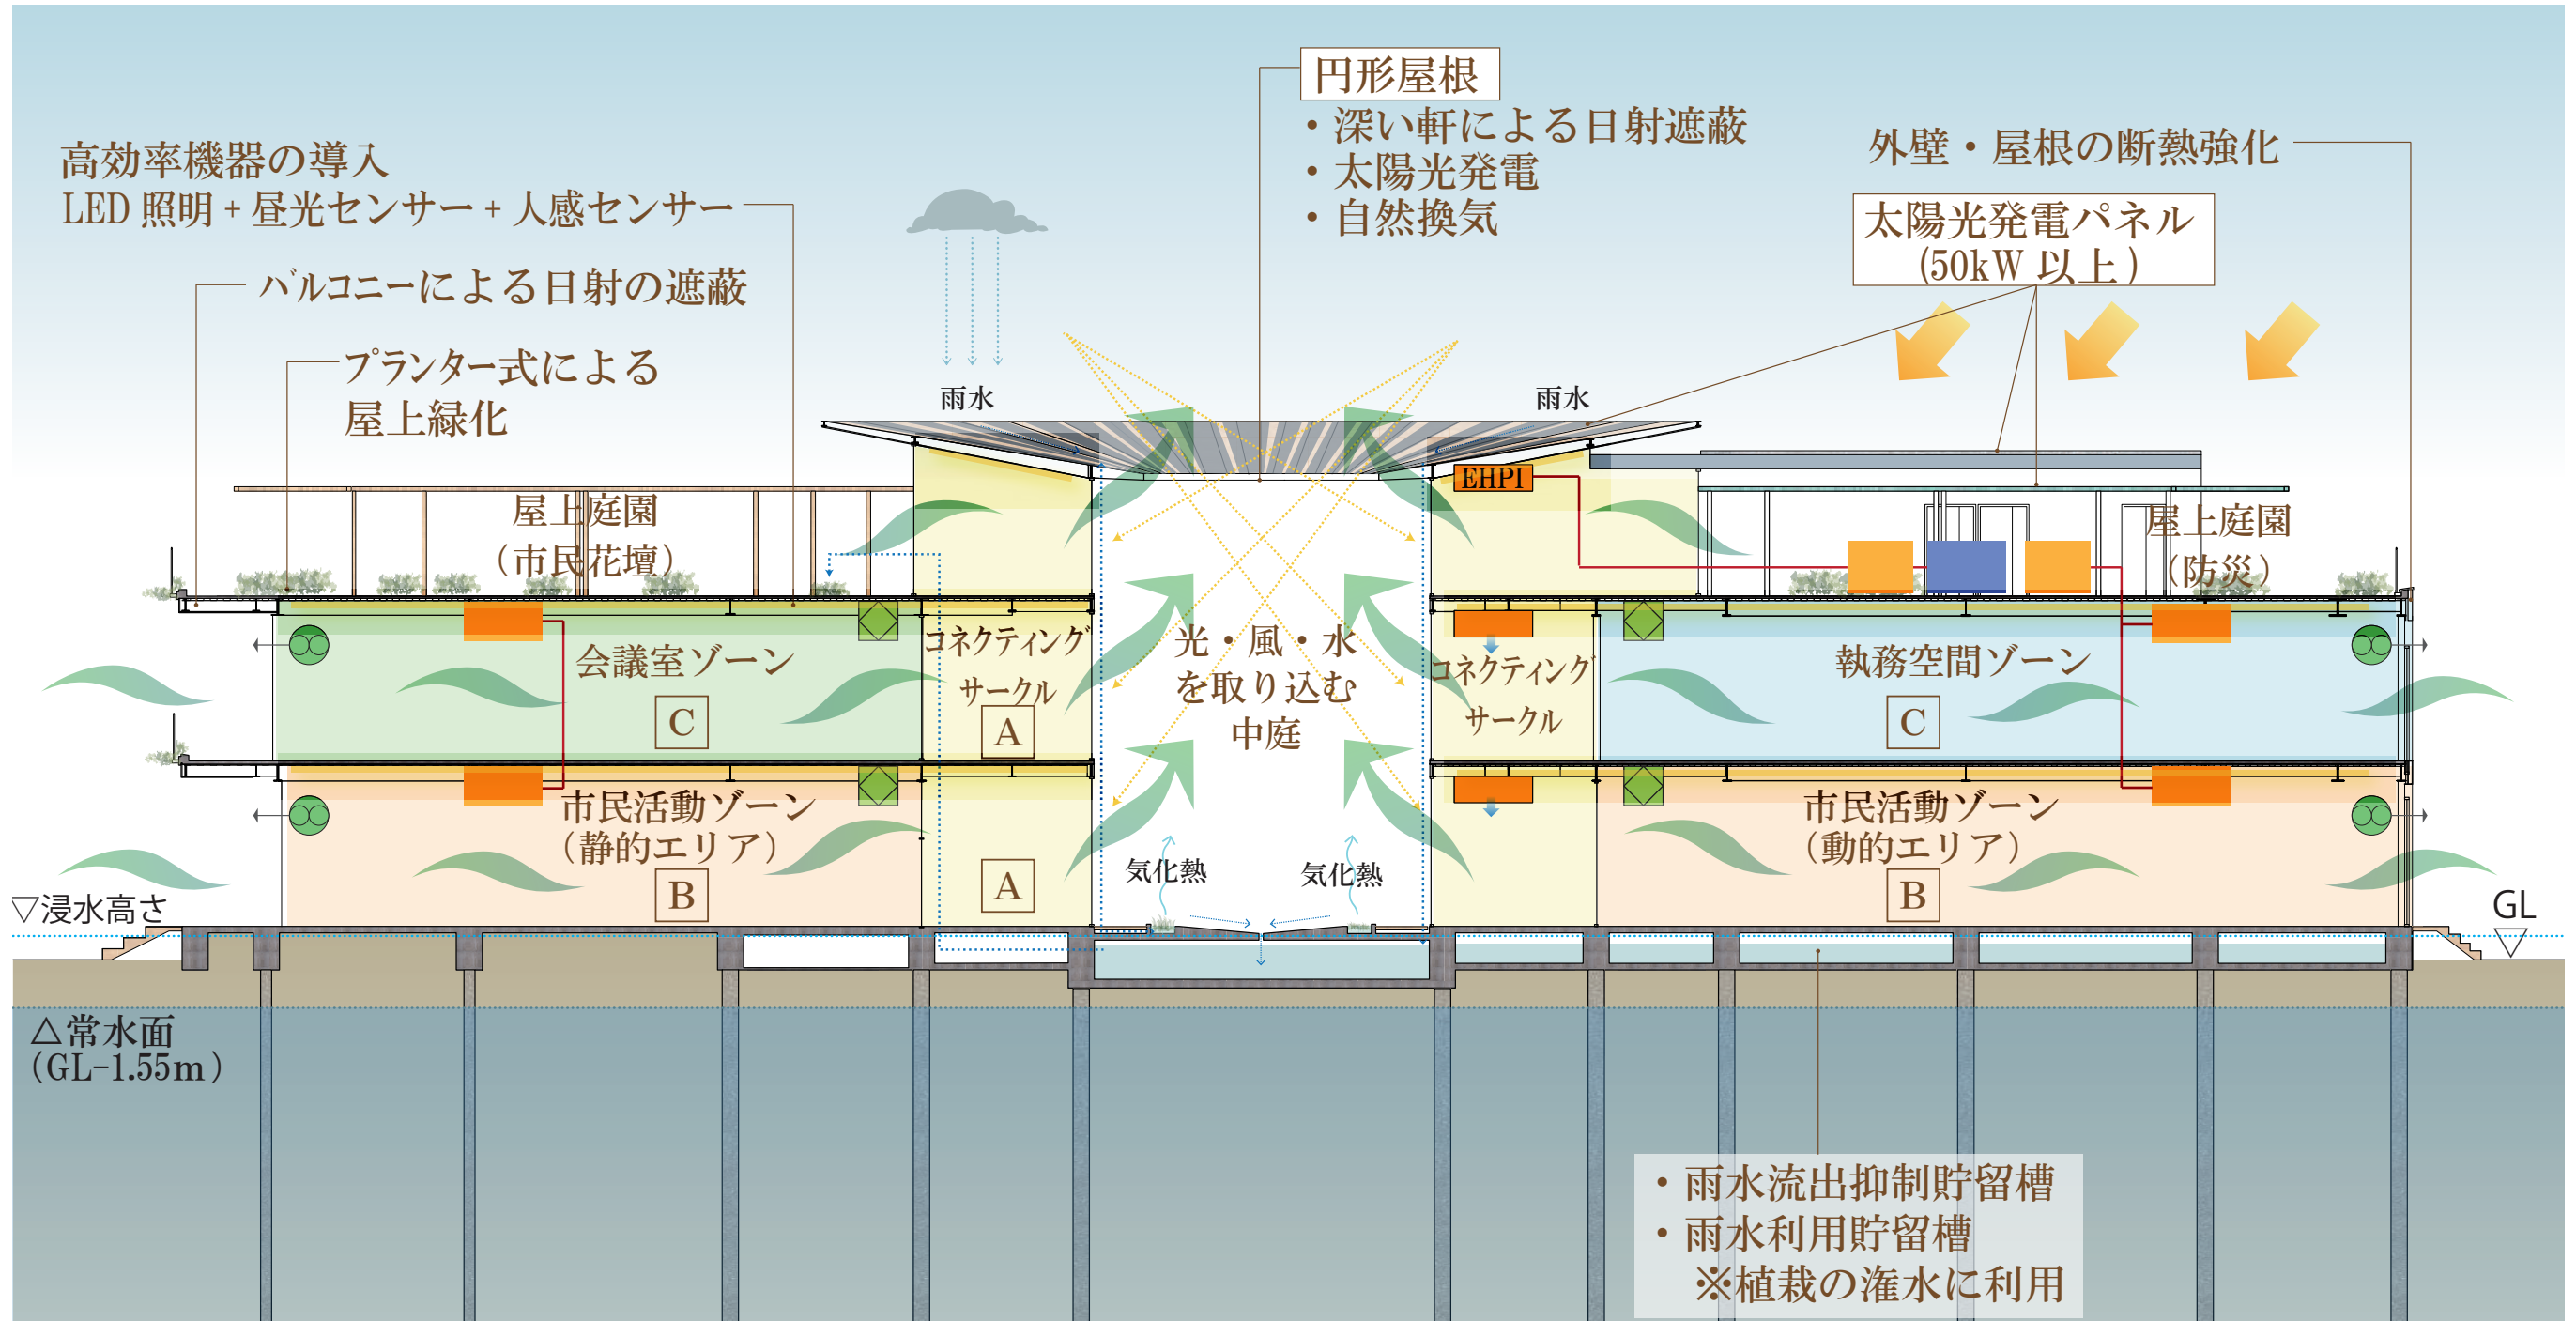 円形屋根
・深い軒による日射遮蔽
・太陽光発電
・自然換気
高効率機器の導入
LED 照明 + 昼光センサー + 人感センサー
外壁・屋根の断熱強化
太陽光発電パネル
(50kW 以上)
バルコニーによる日射の遮蔽
プランター式による
屋上緑化
雨水
雨水
EHPI
屋上庭園
（市民花壇）
屋上庭園
（防災）
会議室ゾーン
C
コネクティング
サークル
A
光・風・水
を取り込む
中庭
コネクティング
サークル
執務空間ゾーン
C
市民活動ゾーン
（静的エリア）
B
A
気化熱
気化熱
市民活動ゾーン
（動的エリア）
B
▽浸水高さ
GL
▽
△常水面
（GL-1.55m）
・雨水流出抑制貯留槽
・雨水利用貯留槽
※植栽の潅水に利用